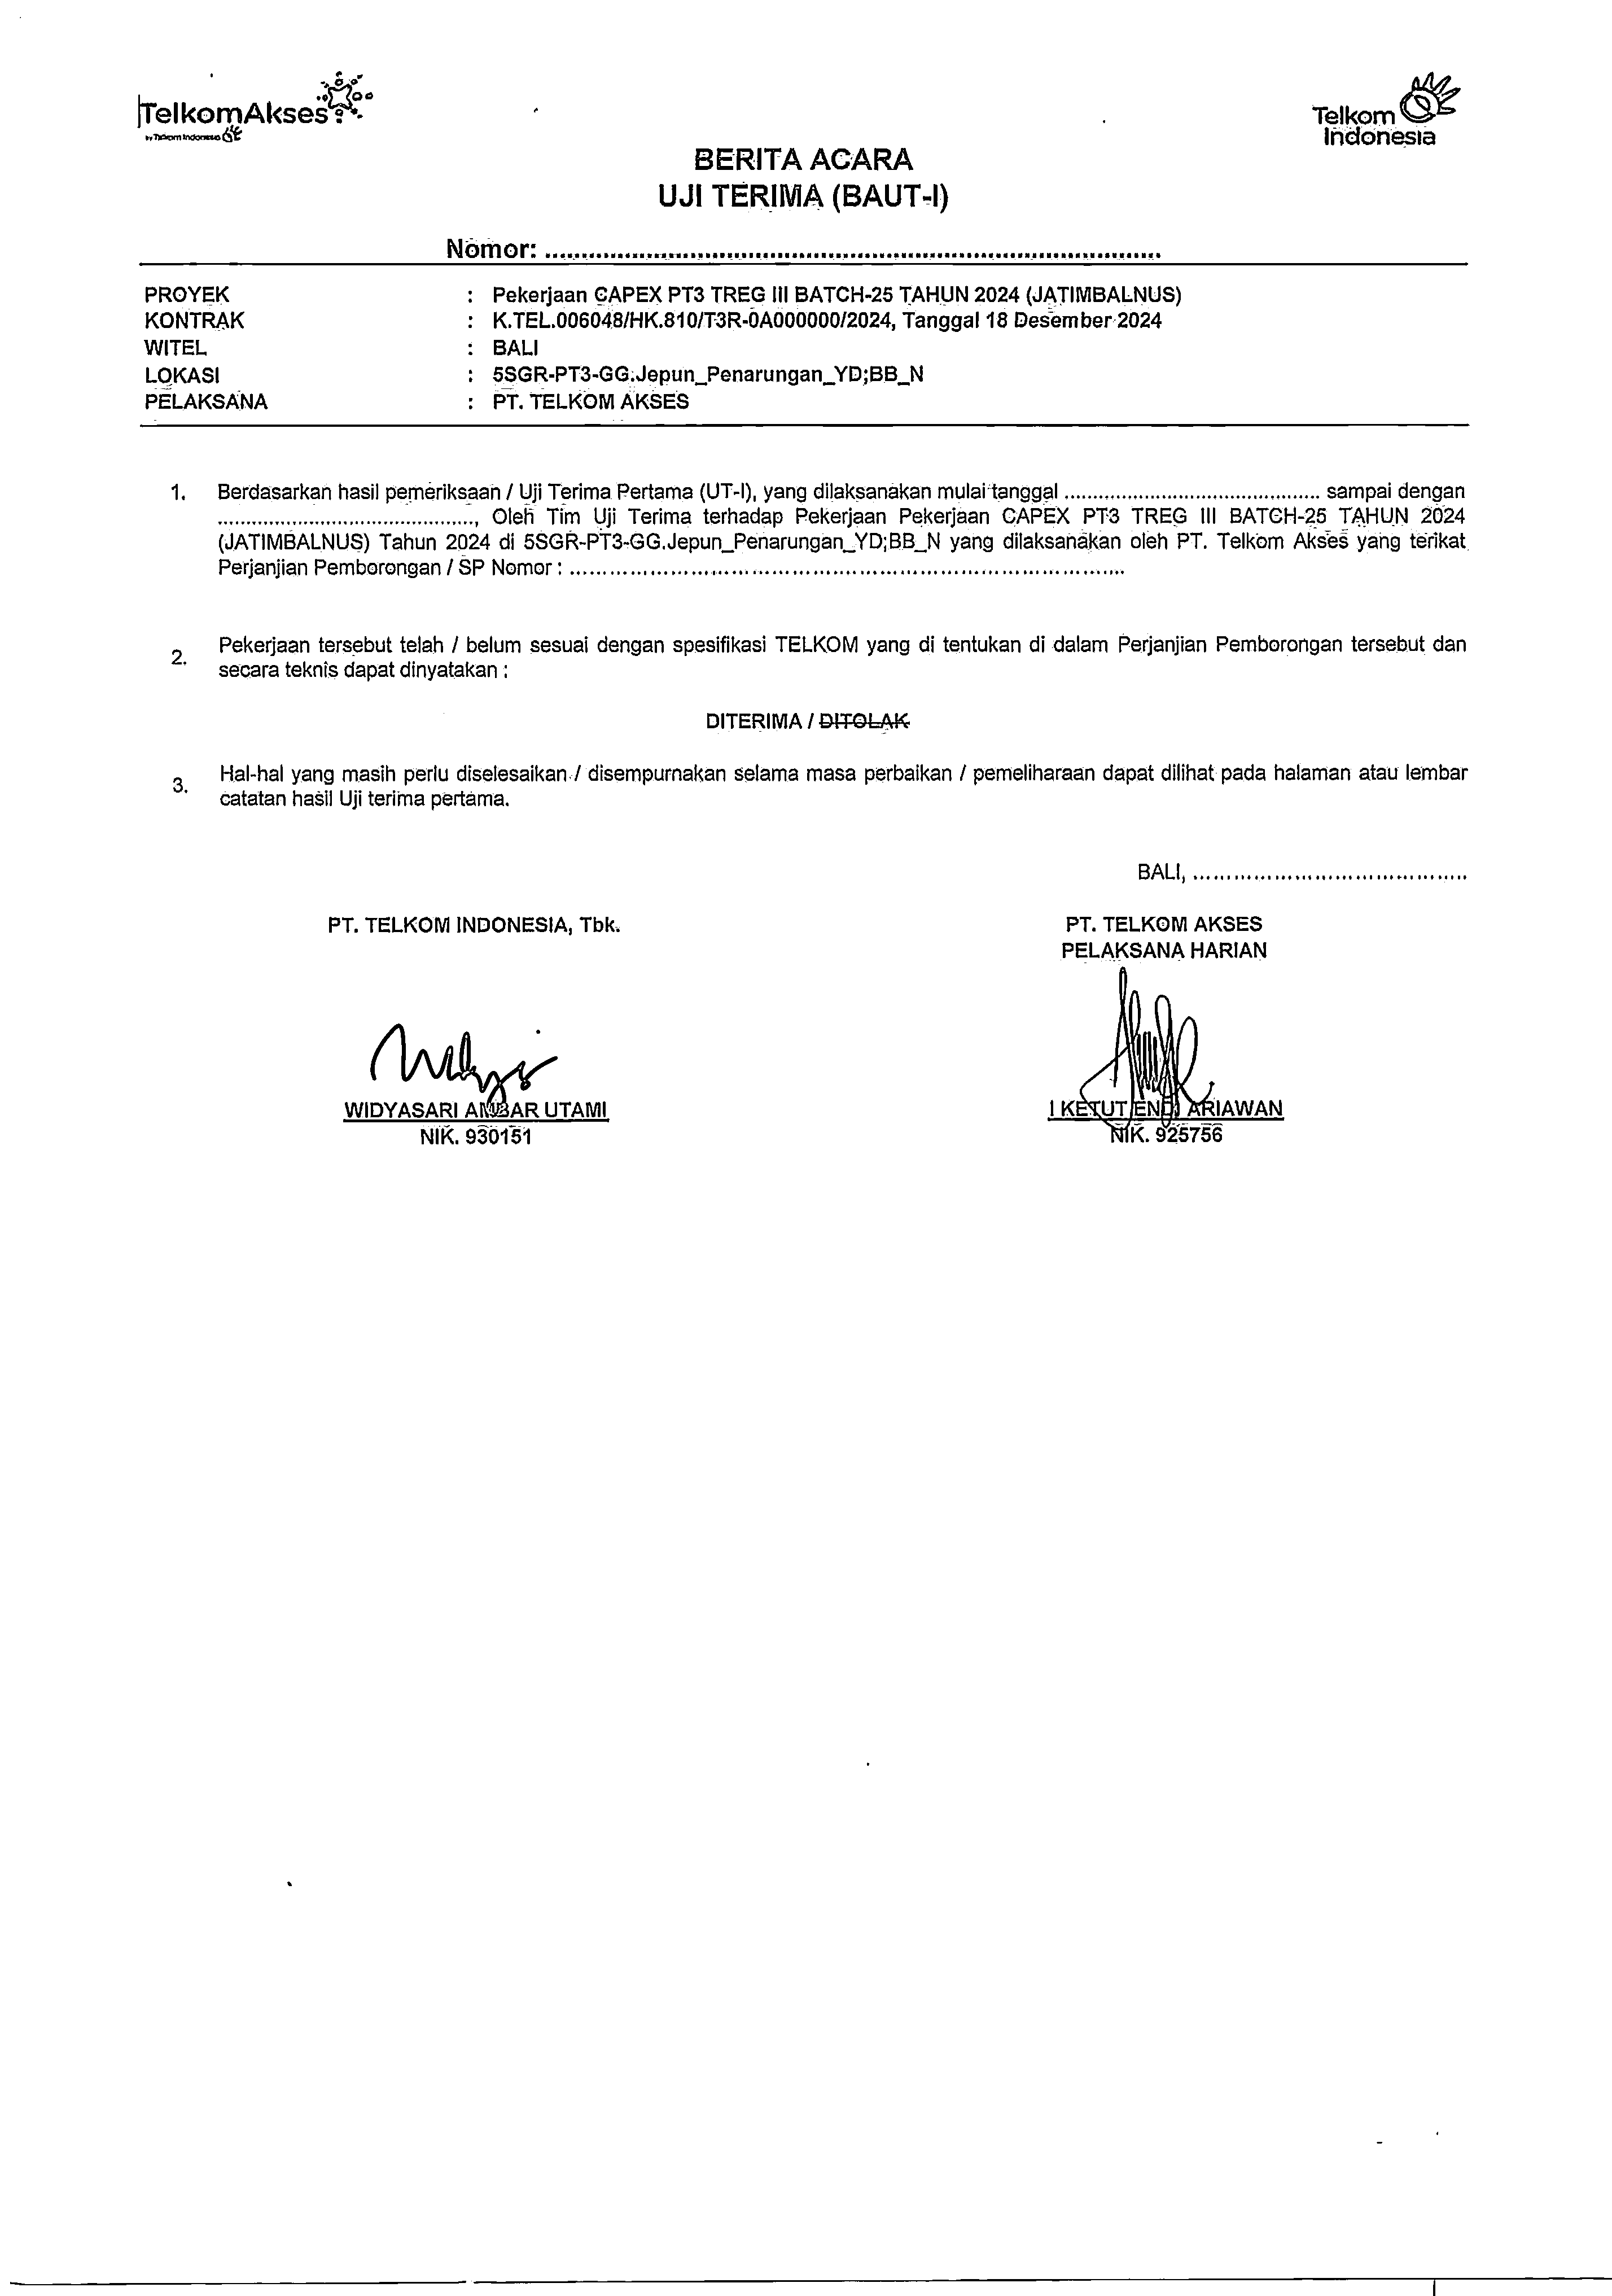 TelkomAkses
by Telkom Indonesia
Telkom
Indonesia
BERITA ACARA
UJI TERIMA (BAUT-I)
Nomor: ..........................................................................................
PROYEK : Pekerjaan CAPEX PT3 TREG III BATCH-25 TAHUN 2024 (JATIMBALNUS)
KONTRAK : K.TEL.006048/HK.810/T3R-0A000000/2024, Tanggal 18 Desember 2024
WITEL : BALI
LOKASI : 5SGR-PT3-GG.Jepun_Penarungan_YD;BB_N
PELAKSANA : PT. TELKOM AKSES
1. Berdasarkan hasil pemeriksaan / Uji Terima Pertama (UT-I), yang dilaksanakan mulai tanggal ............................................ sampai dengan
............................................, Oleh Tim Uji Terima terhadap Pekerjaan Pekerjaan CAPEX PT3 TREG III BATCH-25 TAHUN 2024
(JATIMBALNUS) Tahun 2024 di 5SGR-PT3-GG.Jepun_Penarungan_YD;BB_N yang dilaksanakan oleh PT. Telkom Akses yang terikat
Perjanjian Pemborongan / SP Nomor : ....................................................................................
2. Pekerjaan tersebut telah / belum sesuai dengan spesifikasi TELKOM yang di tentukan di dalam Perjanjian Pemborongan tersebut dan
secara teknis dapat dinyatakan :
DITERIMA / DITOLAK
3. Hal-hal yang masih perlu diselesaikan / disempurnakan selama masa perbaikan / pemeliharaan dapat dilihat pada halaman atau lembar
catatan hasil Uji terima pertama.
BALI, .........................................
PT. TELKOM INDONESIA, Tbk.
PT. TELKOM AKSES
PELAKSANA HARIAN
WIDYASARI AMBAR UTAMI
NIK. 930151
I KETUT ENDI ARIAWAN
NIK. 925756